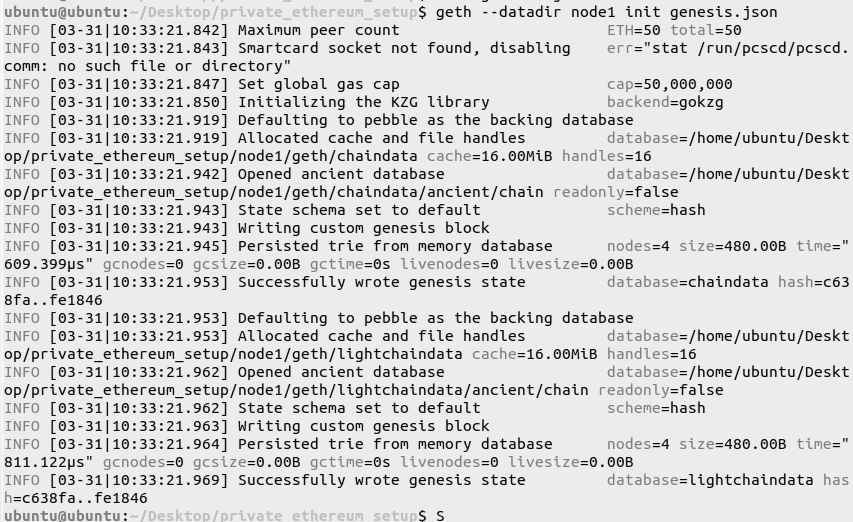 ubuntu@ubuntu:~/Desktop/private_ethereum_setup$ geth --datadir node1 init genesis.json
INFO [03-31|10:33:21.842] Maximum peer count                       ETH=50 total=50
INFO [03-31|10:33:21.843] Smartcard socket not found, disabling    err="stat /run/pcscd/pcscd.
comm: no such file or directory"
INFO [03-31|10:33:21.847] Set global gas cap                       cap=50,000,000
INFO [03-31|10:33:21.850] Initializing the KZG library             backend=gokzg
INFO [03-31|10:33:21.919] Defaulting to pebble as the backing database
INFO [03-31|10:33:21.919] Allocated cache and file handles         database=/home/ubuntu/Deskt
op/private_ethereum_setup/node1/geth/chaindata cache=16.00MiB handles=16
INFO [03-31|10:33:21.942] Opened ancient database                  database=/home/ubuntu/Deskt
op/private_ethereum_setup/node1/geth/chaindata/ancient/chain readonly=false
INFO [03-31|10:33:21.943] State schema set to default              scheme=hash
INFO [03-31|10:33:21.943] Writing custom genesis block
INFO [03-31|10:33:21.945] Persisted trie from memory database      nodes=4 size=480.00B time="
609.399µs" gcnodes=0 gcsize=0.00B gctime=0s livenodes=0 livesize=0.00B
INFO [03-31|10:33:21.953] Successfully wrote genesis state         database=chaindata hash=c63
8fa..fe1846
INFO [03-31|10:33:21.953] Defaulting to pebble as the backing database
INFO [03-31|10:33:21.953] Allocated cache and file handles         database=/home/ubuntu/Deskt
op/private_ethereum_setup/node1/geth/lightchaindata cache=16.00MiB handles=16
INFO [03-31|10:33:21.962] Opened ancient database                  database=/home/ubuntu/Deskt
op/private_ethereum_setup/node1/geth/lightchaindata/ancient/chain readonly=false
INFO [03-31|10:33:21.962] State schema set to default              scheme=hash
INFO [03-31|10:33:21.963] Writing custom genesis block
INFO [03-31|10:33:21.964] Persisted trie from memory database      nodes=4 size=480.00B time="
811.122µs" gcnodes=0 gcsize=0.00B gctime=0s livenodes=0 livesize=0.00B
INFO [03-31|10:33:21.969] Successfully wrote genesis state         database=lightchaindata has
h=c638fa..fe1846
ubuntu@ubuntu:~/Desktop/private_ethereum_setup$ S